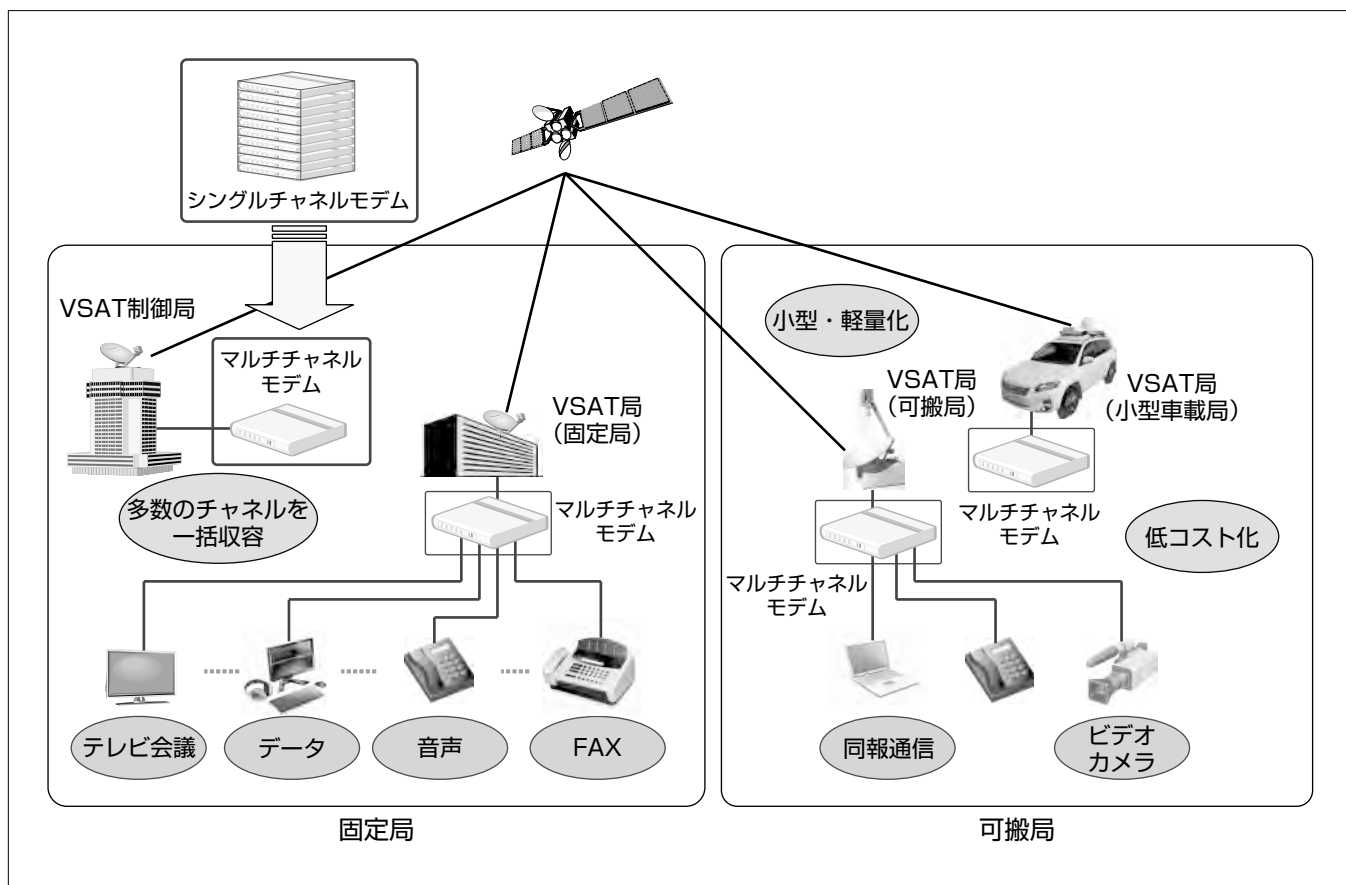 シングルチャネルモデム
VSAT制御局
マルチチャネル
モデム
多数のチャネルを
一括収容
VSAT局
(固定局)
マルチチャネル
モデム
テレビ会議
データ
音声
FAX
固定局
小型・軽量化
VSAT局
(可搬局)
VSAT局
(小型車載局)
マルチチャネル
モデム
低コスト化
マルチチャネル
モデム
同報通信
ビデオ
カメラ
可搬局